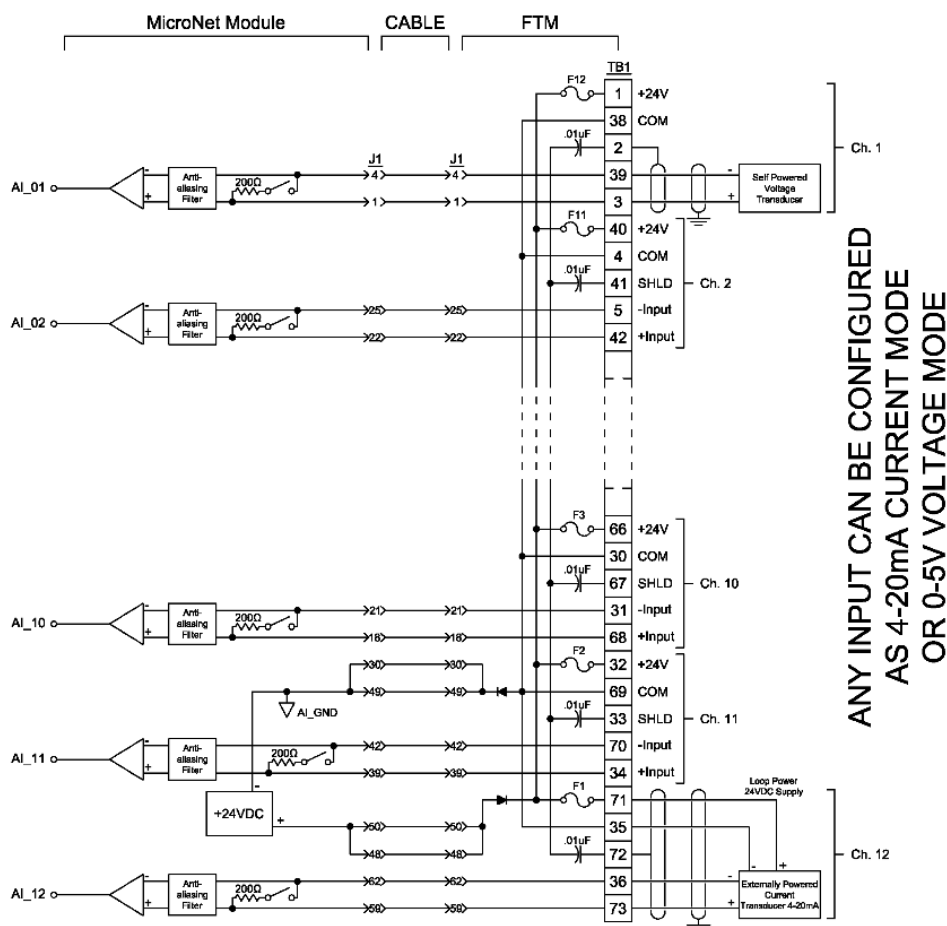 MicroNet Module CABLE FTM
TB1
F12
1 +24V
38 COM
.01uF
2
Ch. 1
J1 J1
AI_01
- +
Anti-aliasing Filter
200Ω
4 4
39
-
1 1
3
+
Self Powered Voltage Transducer
F11
40 +24V
4 COM
.01uF
41 SHLD
Ch. 2
AI_02
- +
Anti-aliasing Filter
200Ω
25 25
5 -Input
22 22
42 +Input
F3
66 +24V
30 COM
.01uF
67 SHLD
Ch. 10
AI_10
- +
Anti-aliasing Filter
200Ω
21 21
31 -Input
18 18
68 +Input
30 30
F2
32 +24V
49 49
69 COM
AI_GND
.01uF
33 SHLD
Ch. 11
AI_11
- +
Anti-aliasing Filter
200Ω
42 42
70 -Input
39 39
34 +Input
-
+24VDC
+
F1
71
Loop Power
24VDC Supply
50 50
35
48 48
.01uF
72
Ch. 12
- +
AI_12
- +
Anti-aliasing Filter
200Ω
62 62
36
-
59 59
73
+
Externally Powered
Current
Transducer 4-20mA
ANY INPUT CAN BE CONFIGURED
AS 4-20mA CURRENT MODE
OR 0-5V VOLTAGE MODE